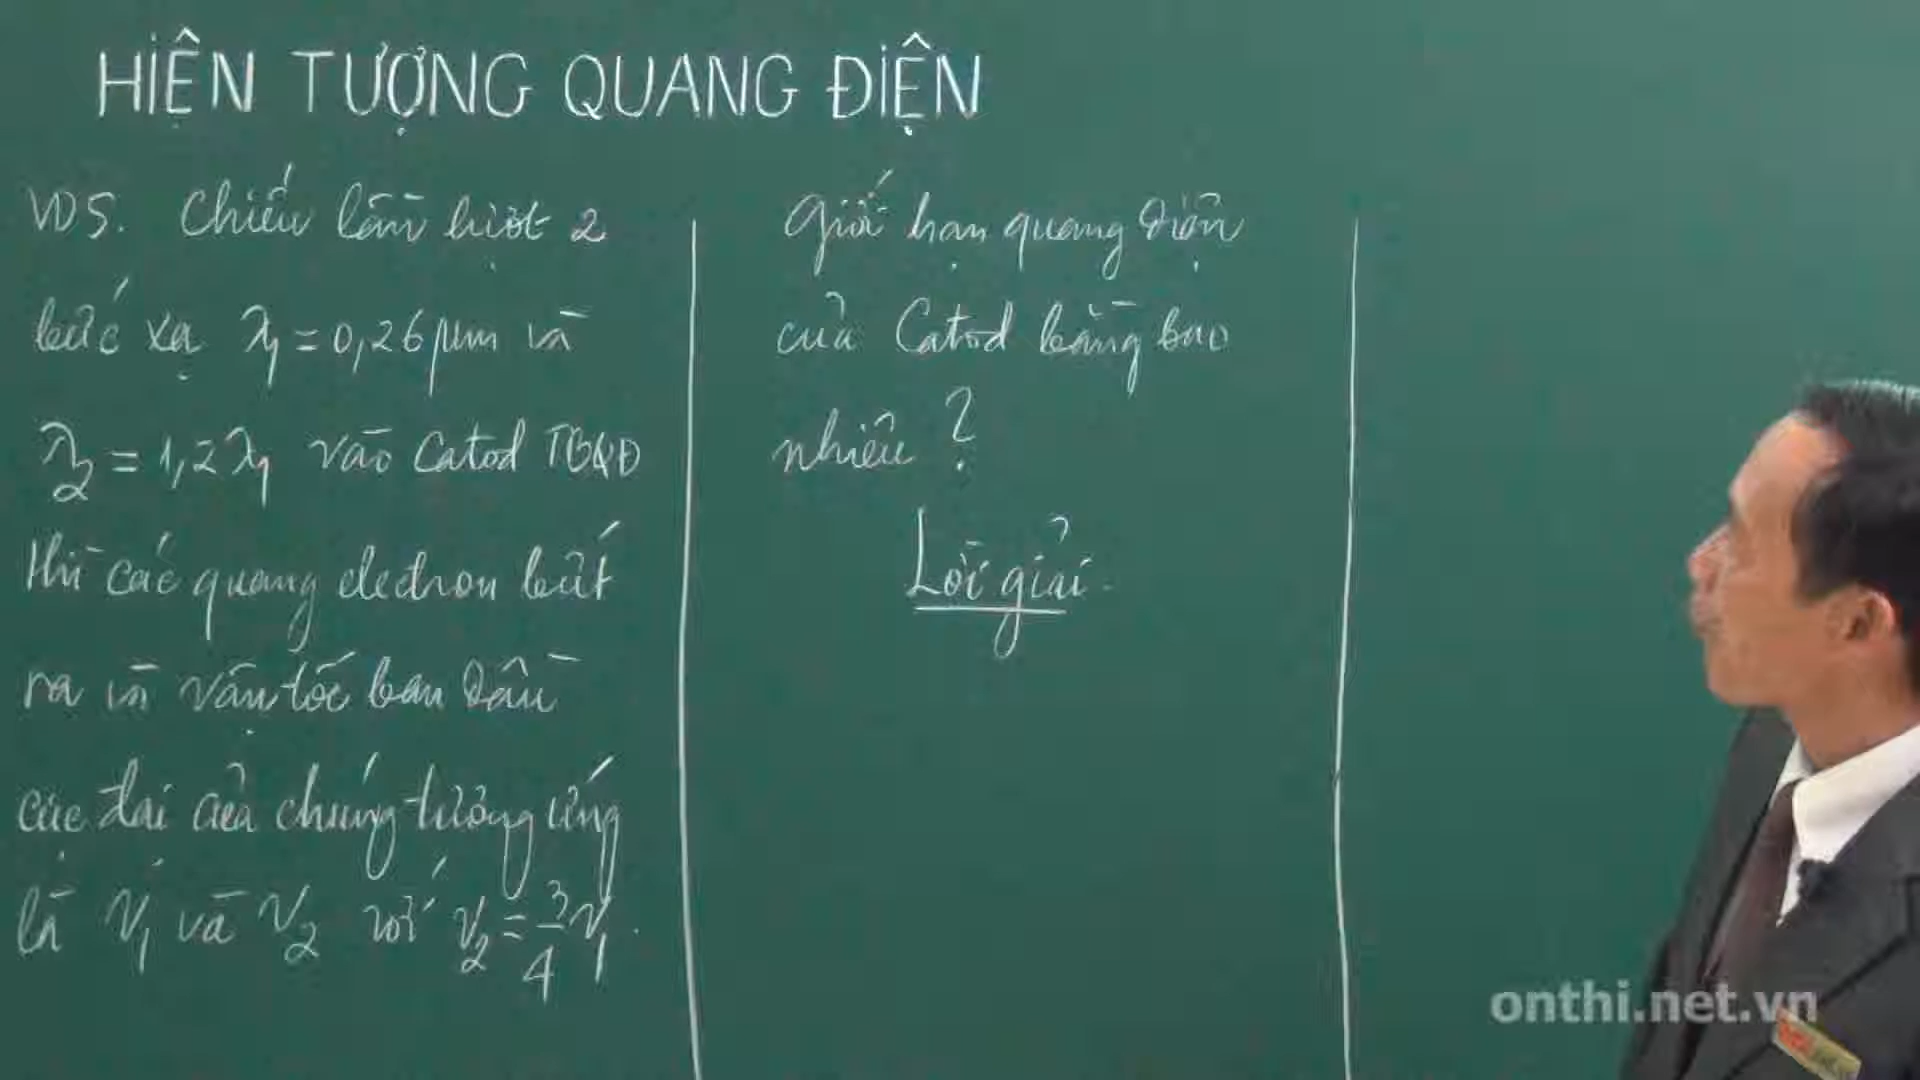 HIỆN TƯỢNG QUANG ĐIỆN
VD5. Chiếu lần lượt 2
bức xạ λ₁ = 0,26 μm và
λ₂ = 1,2 λ₁ vào Catod TBQĐ
thì các quang electron bứt
ra với vận tốc ban đầu
cực đại của chúng tương ứng
là v₁ và v₂ với v₂ = 3/4 v₁.
Giới hạn quang điện
của Catod bằng bao
nhiêu ?
Lời giải.
onthi.net.vn